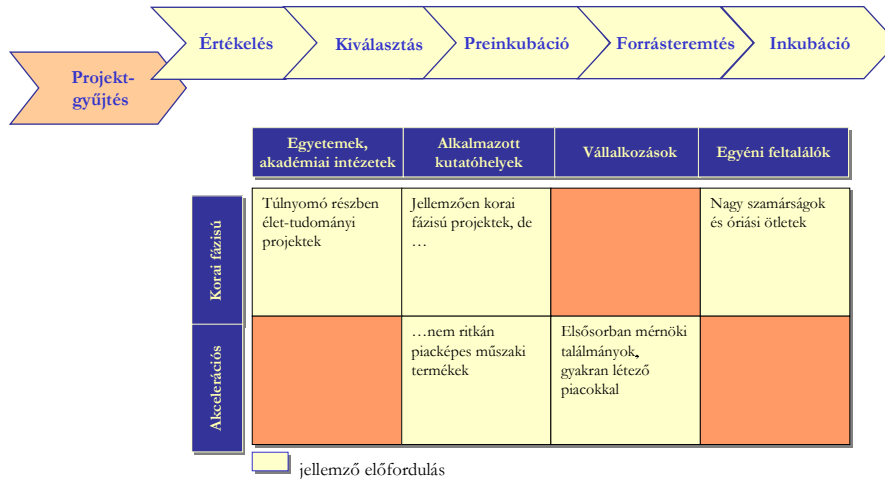 Értékelés
Kiválasztás
Preinkubáció
Forrásteremtés
Inkubáció
Projekt-
gyűjtés
Egyetemek,
akadémiai intézetek
Alkalmazott
kutatóhelyek
Vállalkozások
Egyéni feltalálók
Korai fázisú
Túlnyomó részben
élet-tudományi
projektek
Jellemzően korai
fázisú projektek, de
…
Nagy szamárságok
és óriási ötletek
Akcelerációs
…nem ritkán
piacképes műszaki
termékek
Elsősorban mérnöki
találmányok,
gyakran létező
piacokkal
jellemző előfordulás